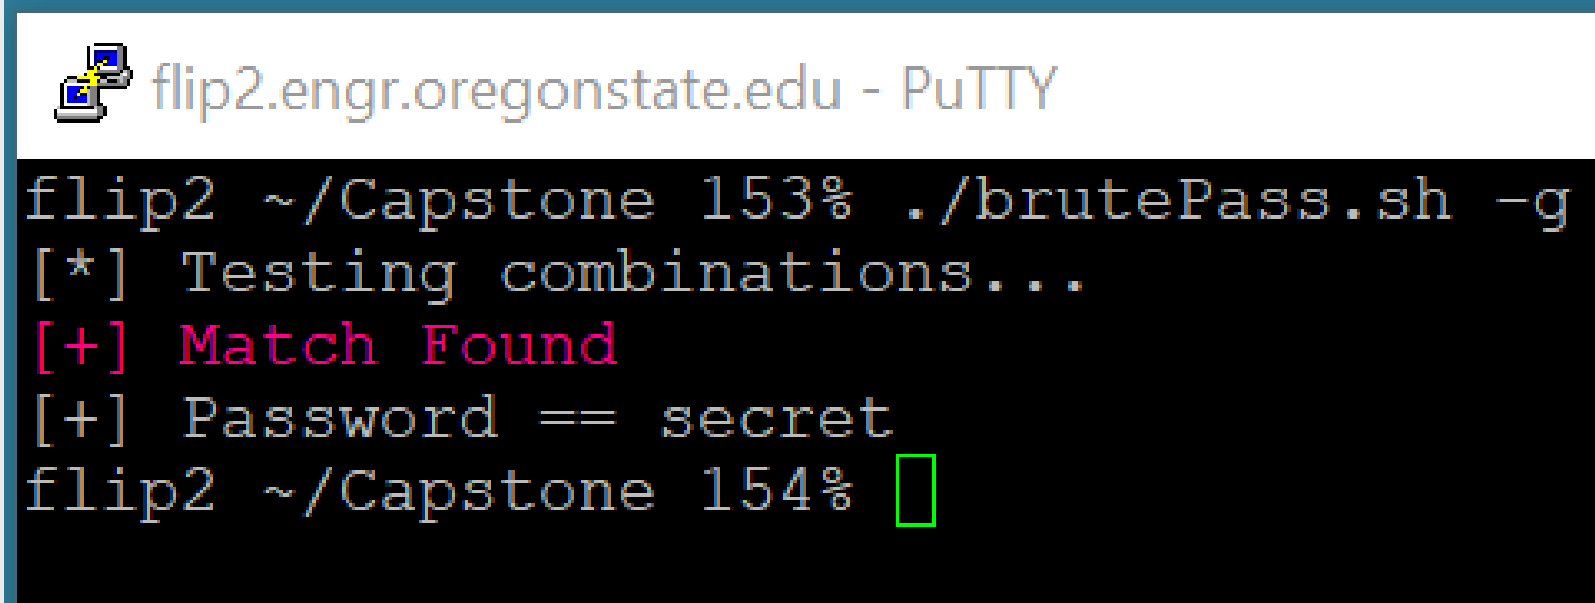 flip2.engr.oregonstate.edu - PuTTY
flip2 ~/Capstone 153% ./brutePass.sh -g
[*] Testing combinations...
[+] Match Found
[+] Password == secret
flip2 ~/Capstone 154%